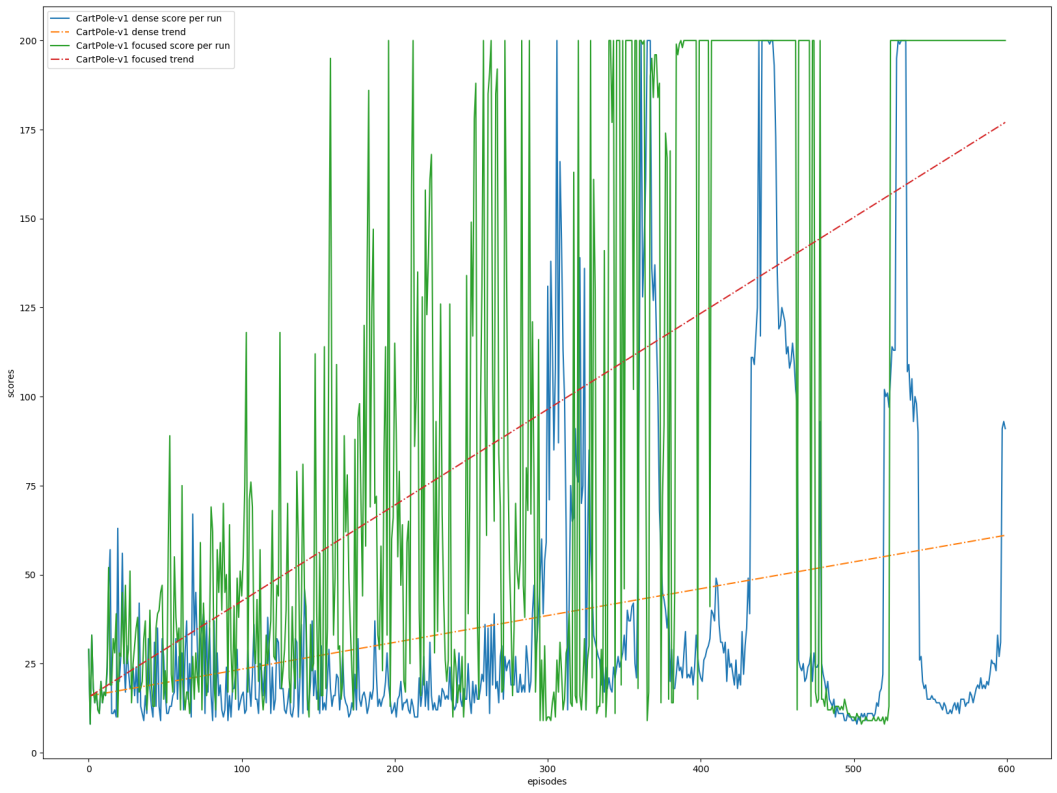 CartPole-v1 dense score per run
CartPole-v1 dense trend
CartPole-v1 focused score per run
CartPole-v1 focused trend
200
175
150
125
100
75
50
25
0
scores
0 100 200 300 400 500 600
episodes